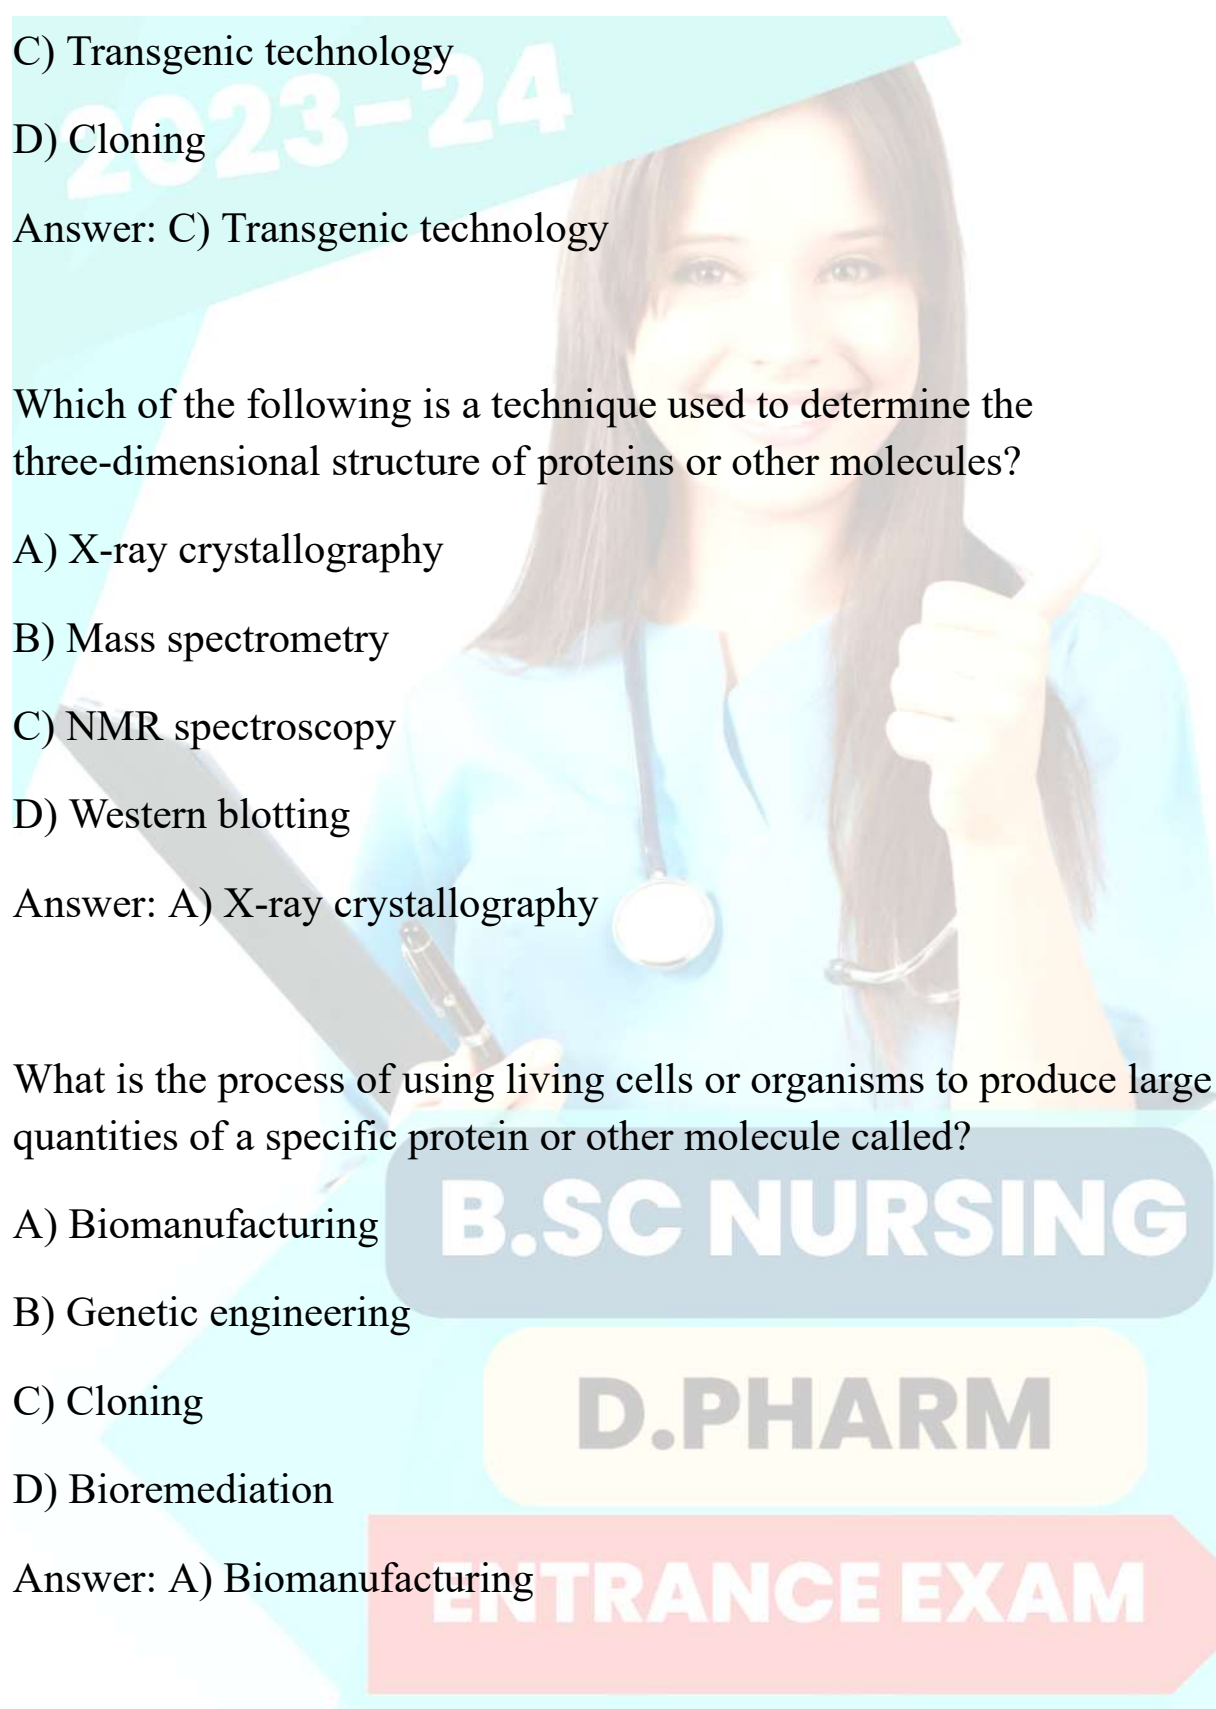 2023-24
C) Transgenic technology
D) Cloning
Answer: C) Transgenic technology
Which of the following is a technique used to determine the
three-dimensional structure of proteins or other molecules?
A) X-ray crystallography
B) Mass spectrometry
C) NMR spectroscopy
D) Western blotting
Answer: A) X-ray crystallography
What is the process of using living cells or organisms to produce large
quantities of a specific protein or other molecule called?
A) Biomanufacturing
B) Genetic engineering
C) Cloning
D) Bioremediation
Answer: A) Biomanufacturing
B.SC NURSING
D.PHARM
ENTRANCE EXAM